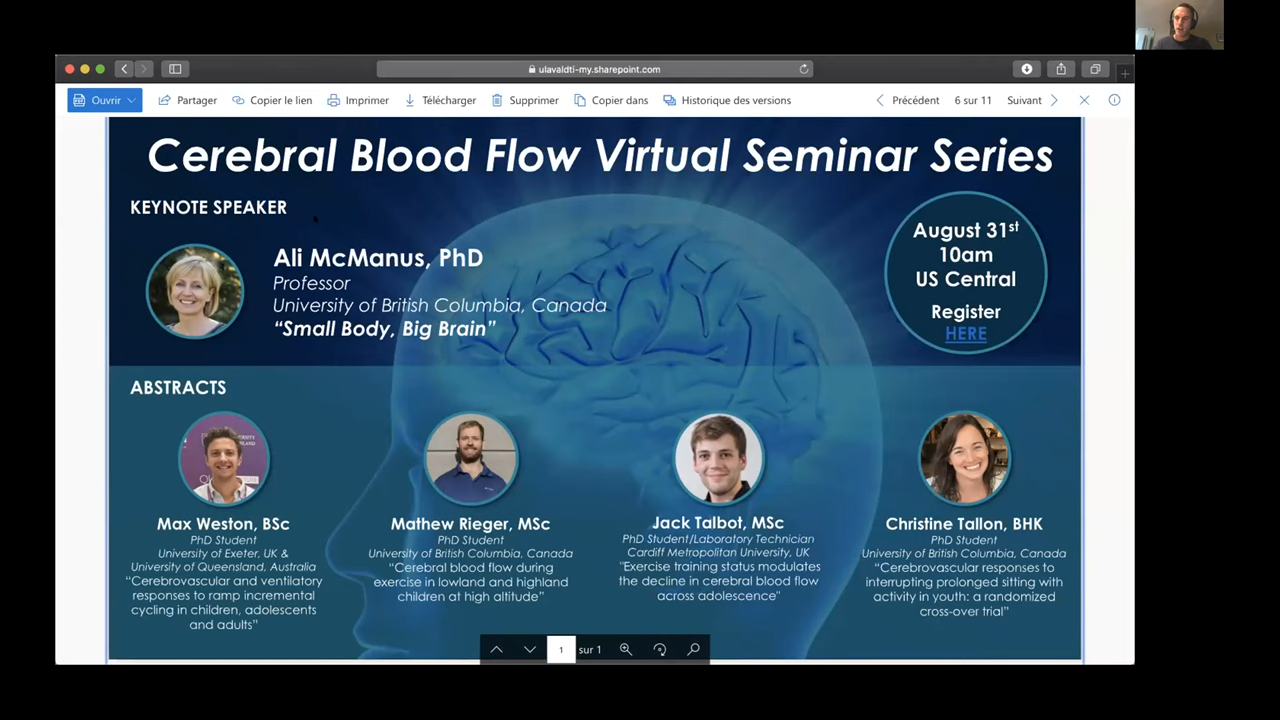 ulavaldti-my.sharepoint.com
Ouvrir
Partager
Copier le lien
Imprimer
Télécharger
Supprimer
Copier dans
Historique des versions
Précédent
6 sur 11
Suivant
Cerebral Blood Flow Virtual Seminar Series
KEYNOTE SPEAKER
Ali McManus, PhD
Professor
University of British Columbia, Canada
“Small Body, Big Brain”
August 31st
10am
US Central
Register
HERE
ABSTRACTS
Max Weston, BSc
PhD Student
University of Exeter, UK &
University of Queensland, Australia
“Cerebrovascular and ventilatory
responses to ramp incremental
cycling in children, adolescents
and adults”
Mathew Rieger, MSc
PhD Student
University of British Columbia, Canada
“Cerebral blood flow during
exercise in lowland and highland
children at high altitude”
Jack Talbot, MSc
PhD Student/Laboratory Technician
Cardiff Metropolitan University, UK
"Exercise training status modulates
the decline in cerebral blood flow
across adolescence"
Christine Tallon, BHK
PhD Student
University of British Columbia, Canada
“Cerebrovascular responses to
interrupting prolonged sitting with
activity in youth: a randomized
cross-over trial”
1 sur 1